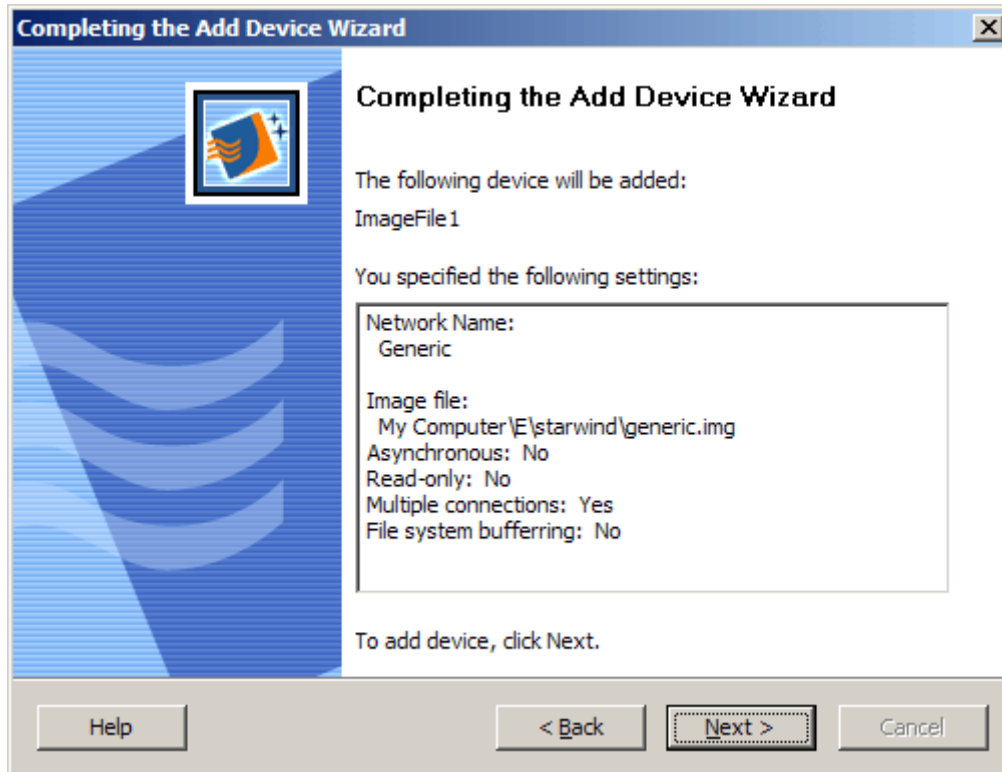 Completing the Add Device Wizard
Completing the Add Device Wizard
The following device will be added:
ImageFile1
You specified the following settings:
Network Name:
Generic
Image file:
My Computer\E\starwind\generic.img
Asynchronous: No
Read-only: No
Multiple connections: Yes
File system bufferring: No
To add device, click Next.
Help
< Back
Next >
Cancel